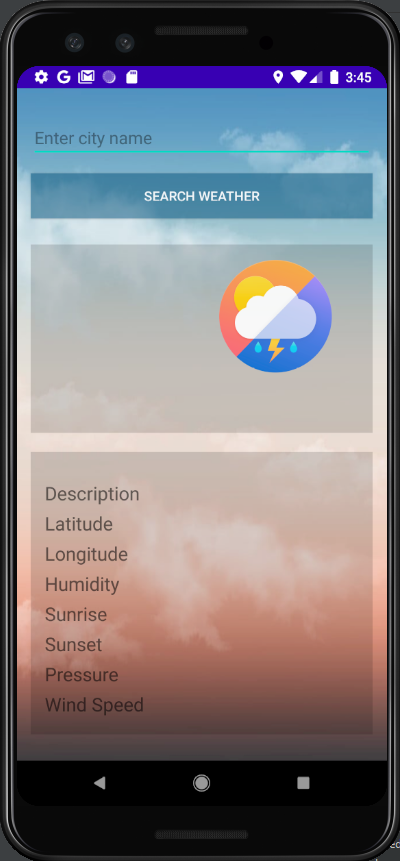 3:45
Enter city name
SEARCH WEATHER
Description
Latitude
Longitude
Humidity
Sunrise
Sunset
Pressure
Wind Speed